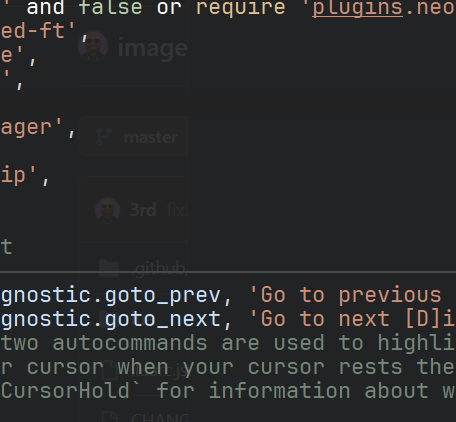 ' and false or require 'plugins.neo
ed-ft',
image
e',
',
master
ager',
ip',
3rd fix
t
.github
gnostic.goto_prev, 'Go to previous
gnostic.goto_next, 'Go to next [D]i
two autocommands are used to highli
r cursor when your cursor rests the
CursorHold` for information about w
CHANG